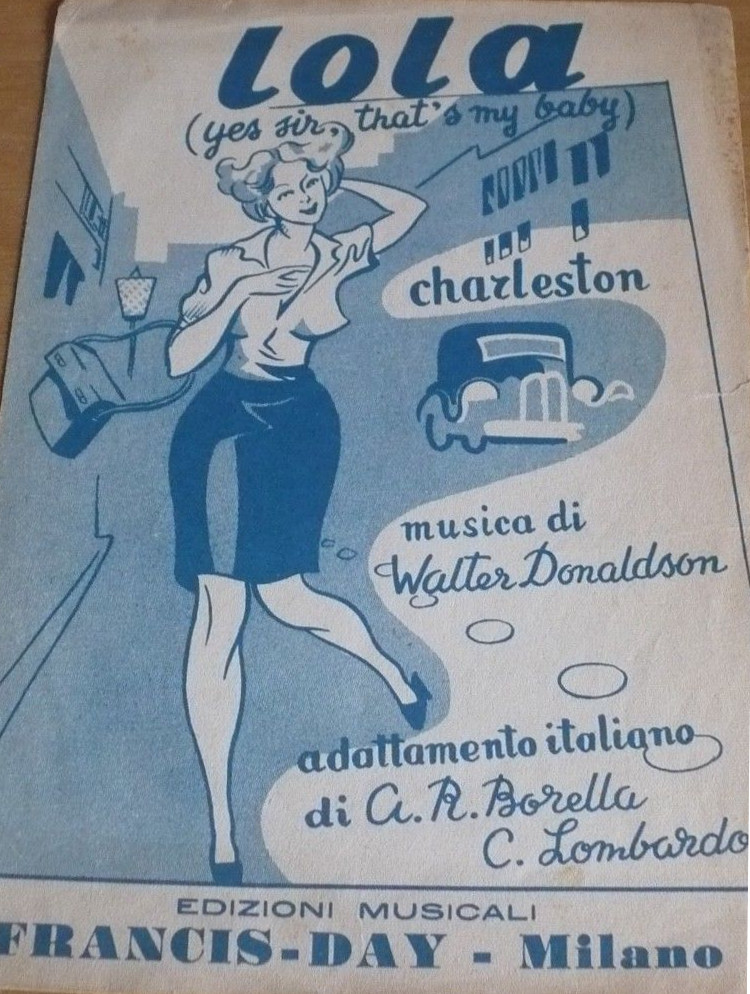 lola
(yes sir, that's my baby)
charleston
musica di
Walter Donaldson
adattamento italiano
di A. R. Borella
C. Lombardo
EDIZIONI MUSICALI
FRANCIS-DAY - Milano